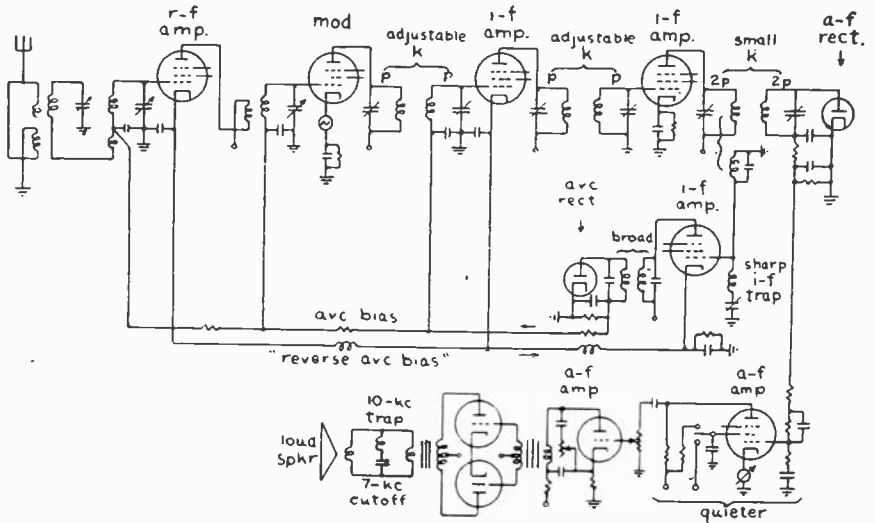 r-f
amp.
mod
adjustable
k
p
p
i-f
amp.
adjustable
k
p
p
i-f
amp.
small
k
2p
2p
a-f
rect.
avc
rect
broad
i-f
amp.
sharp
i-f
trap
avc bias
"reverse avc bias"
loud
spkr
10-kc
trap
7-kc
cutoff
a-f
amp
a-f
amp
quieter